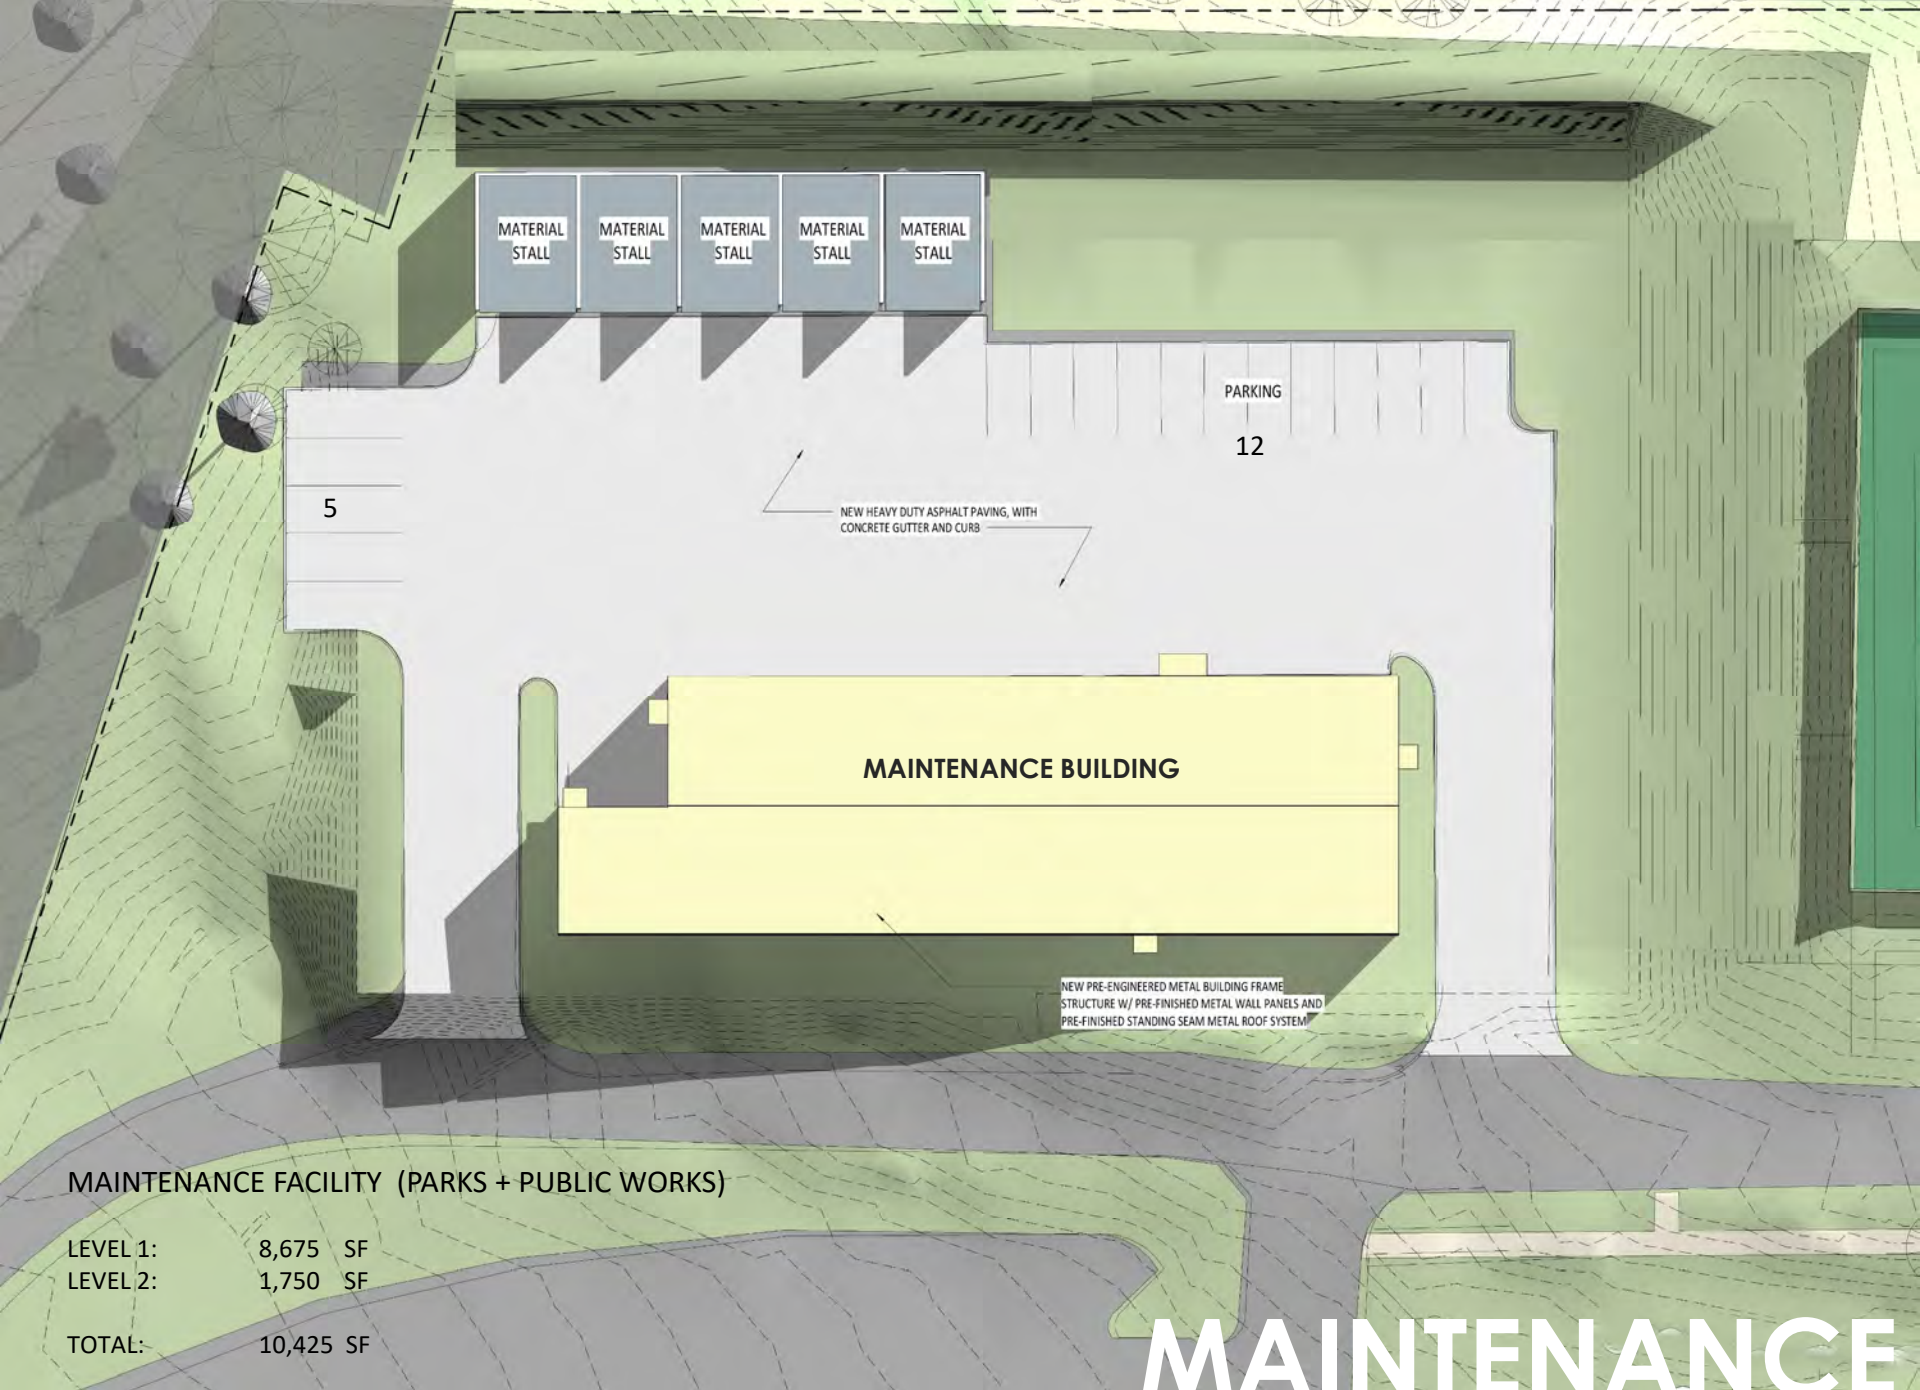 MATERIAL
STALL
MATERIAL
STALL
MATERIAL
STALL
MATERIAL
STALL
MATERIAL
STALL
PARKING
12
5
NEW HEAVY DUTY ASPHALT PAVING, WITH
CONCRETE GUTTER AND CURB
MAINTENANCE BUILDING
NEW PRE-ENGINEERED METAL BUILDING FRAME
STRUCTURE W/ PRE-FINISHED METAL WALL PANELS AND
PRE-FINISHED STANDING SEAM METAL ROOF SYSTEM
MAINTENANCE FACILITY (PARKS + PUBLIC WORKS)
LEVEL 1: 8,675 SF
LEVEL 2: 1,750 SF
TOTAL: 10,425 SF
MAINTENANCE